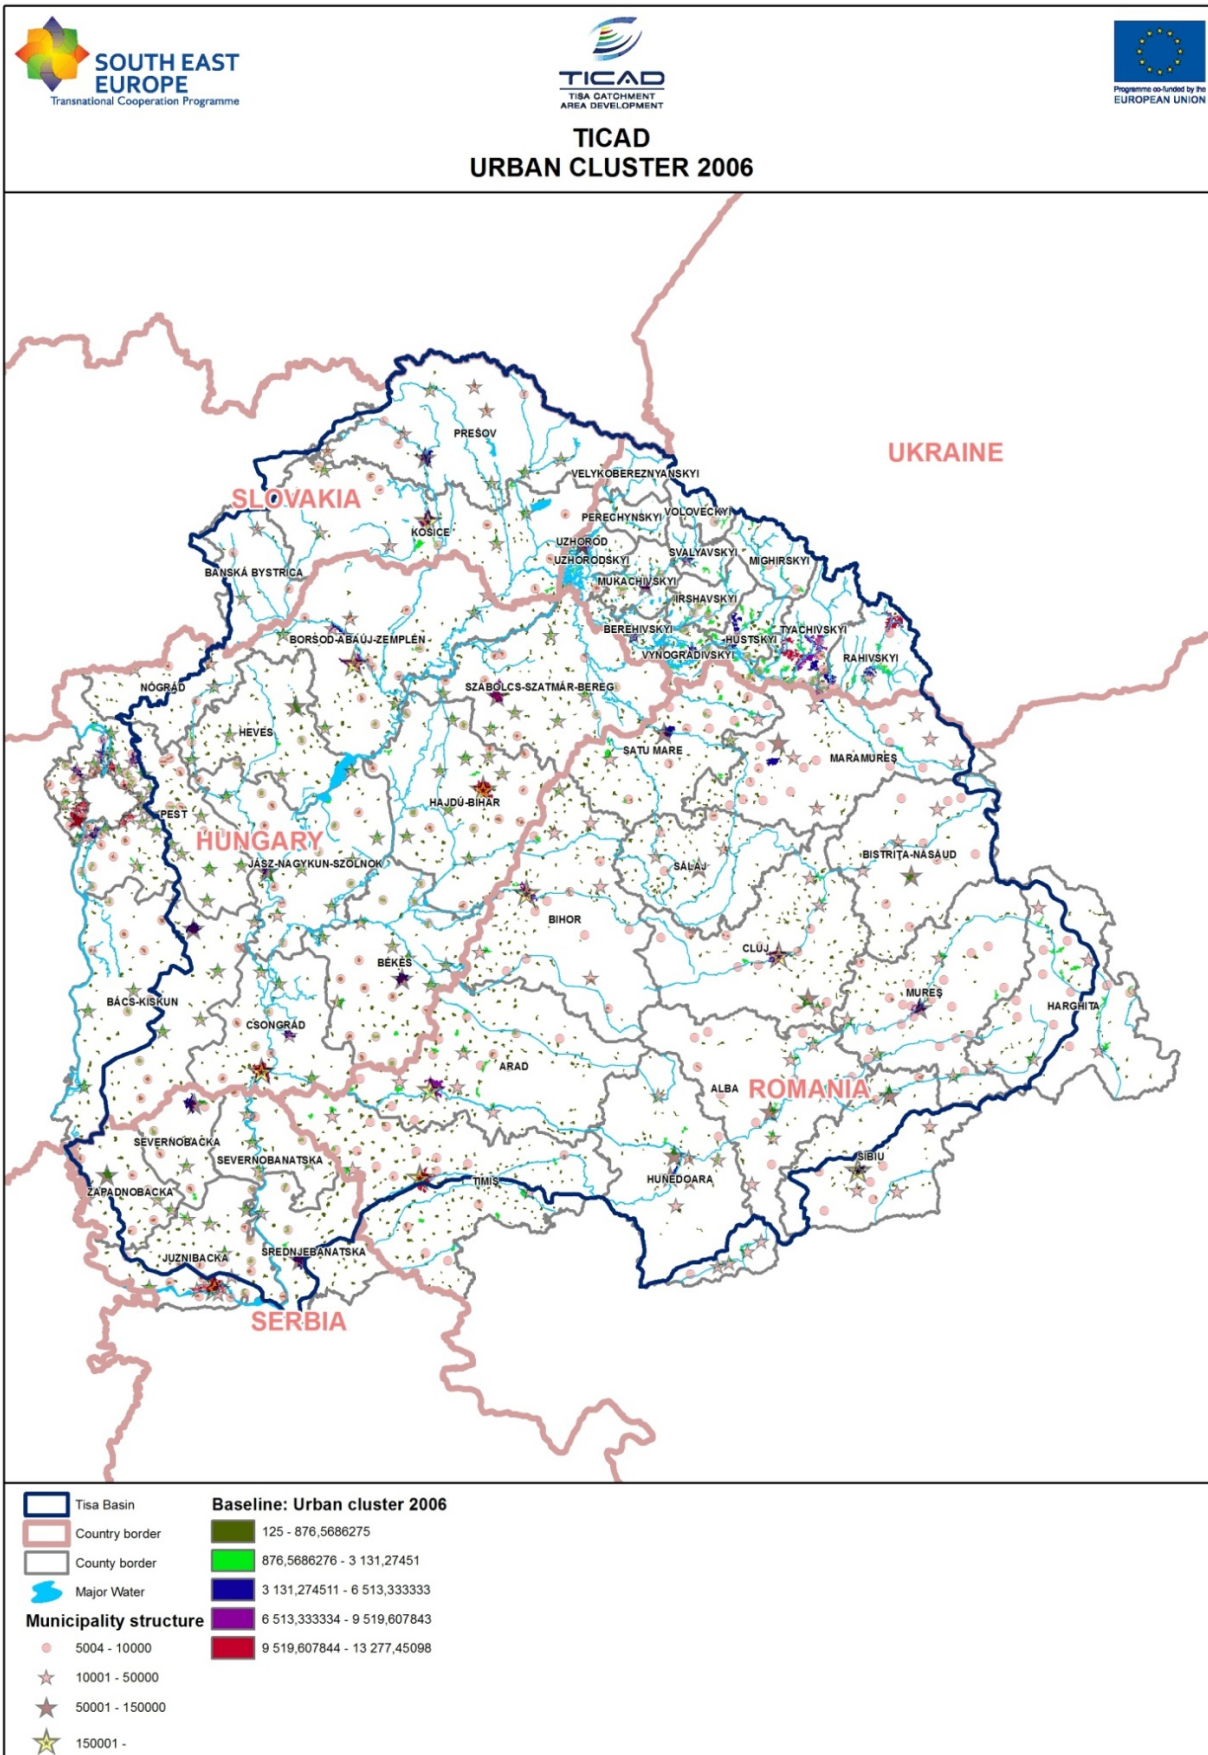 SOUTH EAST
EUROPE
Transnational Cooperation Programme
TICAD
TISA CATCHMENT
AREA DEVELOPMENT
Programme co-funded by the
EUROPEAN UNION
TICAD
URBAN CLUSTER 2006
UKRAINE
PREŠOV
VELYKOBEREZNYANSKYI
SLOVAKIA
PERECHYNSKYI
VOLOVECKYI
KOSICE
UZHOROD
UZHORODSKYI
SVALYAVSKYI
MIGHIRSKYI
BANSKÁ BYSTRICA
MUKACHIVSKYI
IRSHAVSKYI
BORSOD-ABAÚJ-ZEMPLÉN
BEREHIVSKYI
HUSTSKYI
TYACHIVSKYI
VYNOGRADIVSKYI
RAHIVSKYI
NÓGRÁD
SZABOLCS-SZATMÁR-BEREG
HEVES
SATU MARE
MARAMUREŞ
HAJDÚ-BIHAR
PEST
HUNGARY
JÁSZ-NAGYKUN-SZOLNOK
SĂLAJ
BISTRIŢA-NĂSĂUD
BIHOR
CLUJ
BÉKÉS
MUREŞ
BÁCS-KISKUN
HARGHITA
CSONGRÁD
ARAD
ALBA
ROMANIA
SEVERNOBACKA
SEVERNOBANATSKA
SIBIU
HUNEDOARA
ZAPADNOBACKA
TIMIŞ
JUZNIBACKA
SREDNJEBANATSKA
SERBIA
Tisa Basin
Country border
County border
Major Water
Municipality structure
5004 - 10000
10001 - 50000
50001 - 150000
150001 -
Baseline: Urban cluster 2006
125 - 876,5686275
876,5686276 - 3 131,27451
3 131,274511 - 6 513,333333
6 513,333334 - 9 519,607843
9 519,607844 - 13 277,45098